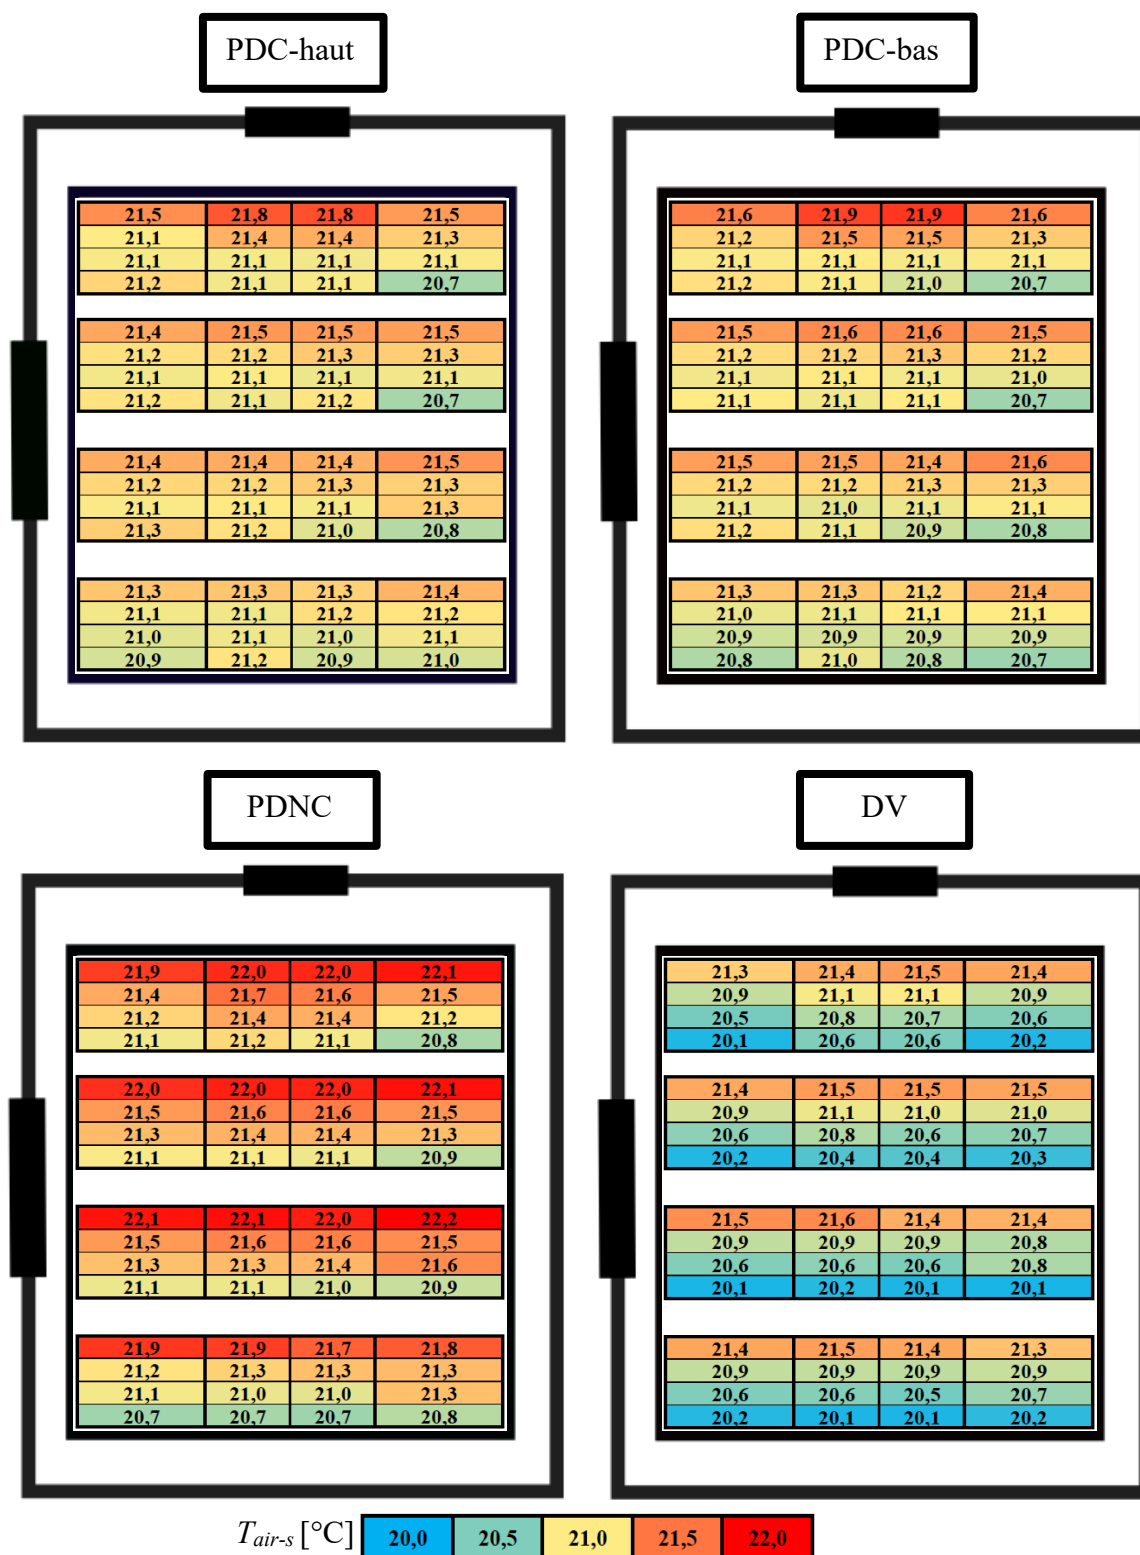 PDC-haut PDC-bas
21,5 21,8 21,8 21,5 21,6 21,9 21,9 21,6
21,1 21,4 21,4 21,3 21,2 21,5 21,5 21,3
21,1 21,1 21,1 21,1 21,1 21,1 21,1 21,1
21,2 21,1 21,1 20,7 21,2 21,1 21,0 20,7
21,4 21,5 21,5 21,5 21,5 21,6 21,6 21,5
21,2 21,2 21,3 21,3 21,2 21,2 21,3 21,2
21,1 21,1 21,1 21,1 21,1 21,1 21,1 21,0
21,2 21,1 21,2 20,7 21,1 21,1 21,1 20,7
21,4 21,4 21,4 21,5 21,5 21,5 21,4 21,6
21,2 21,2 21,3 21,3 21,2 21,2 21,3 21,3
21,1 21,1 21,1 21,3 21,1 21,0 21,1 21,1
21,3 21,2 21,0 20,8 21,2 21,1 20,9 20,8
21,3 21,3 21,3 21,4 21,3 21,3 21,2 21,4
21,1 21,1 21,2 21,2 21,0 21,1 21,1 21,1
21,0 21,1 21,0 21,1 20,9 20,9 20,9 20,9
20,9 21,2 20,9 21,0 20,8 21,0 20,8 20,7
PDNC DV
21,9 22,0 22,0 22,1 21,3 21,4 21,5 21,4
21,4 21,7 21,6 21,5 20,9 21,1 21,1 20,9
21,2 21,4 21,4 21,2 20,5 20,8 20,7 20,6
21,1 21,2 21,1 20,8 20,1 20,6 20,6 20,2
22,0 22,0 22,0 22,1 21,4 21,5 21,5 21,5
21,5 21,6 21,6 21,5 20,9 21,1 21,0 21,0
21,3 21,4 21,4 21,3 20,6 20,8 20,6 20,7
21,1 21,1 21,1 20,9 20,2 20,4 20,4 20,3
22,1 22,1 22,0 22,2 21,5 21,6 21,4 21,4
21,5 21,6 21,6 21,5 20,9 20,9 20,9 20,8
21,3 21,3 21,4 21,6 20,6 20,6 20,6 20,8
21,1 21,1 21,0 20,9 20,1 20,2 20,1 20,1
21,9 21,9 21,7 21,8 21,4 21,5 21,4 21,3
21,2 21,3 21,3 21,3 20,9 20,9 20,9 20,9
21,1 21,0 21,0 21,3 20,6 20,6 20,5 20,7
20,7 20,7 20,7 20,8 20,2 20,1 20,1 20,2
T air-s [°C] 20,0 20,5 21,0 21,5 22,0